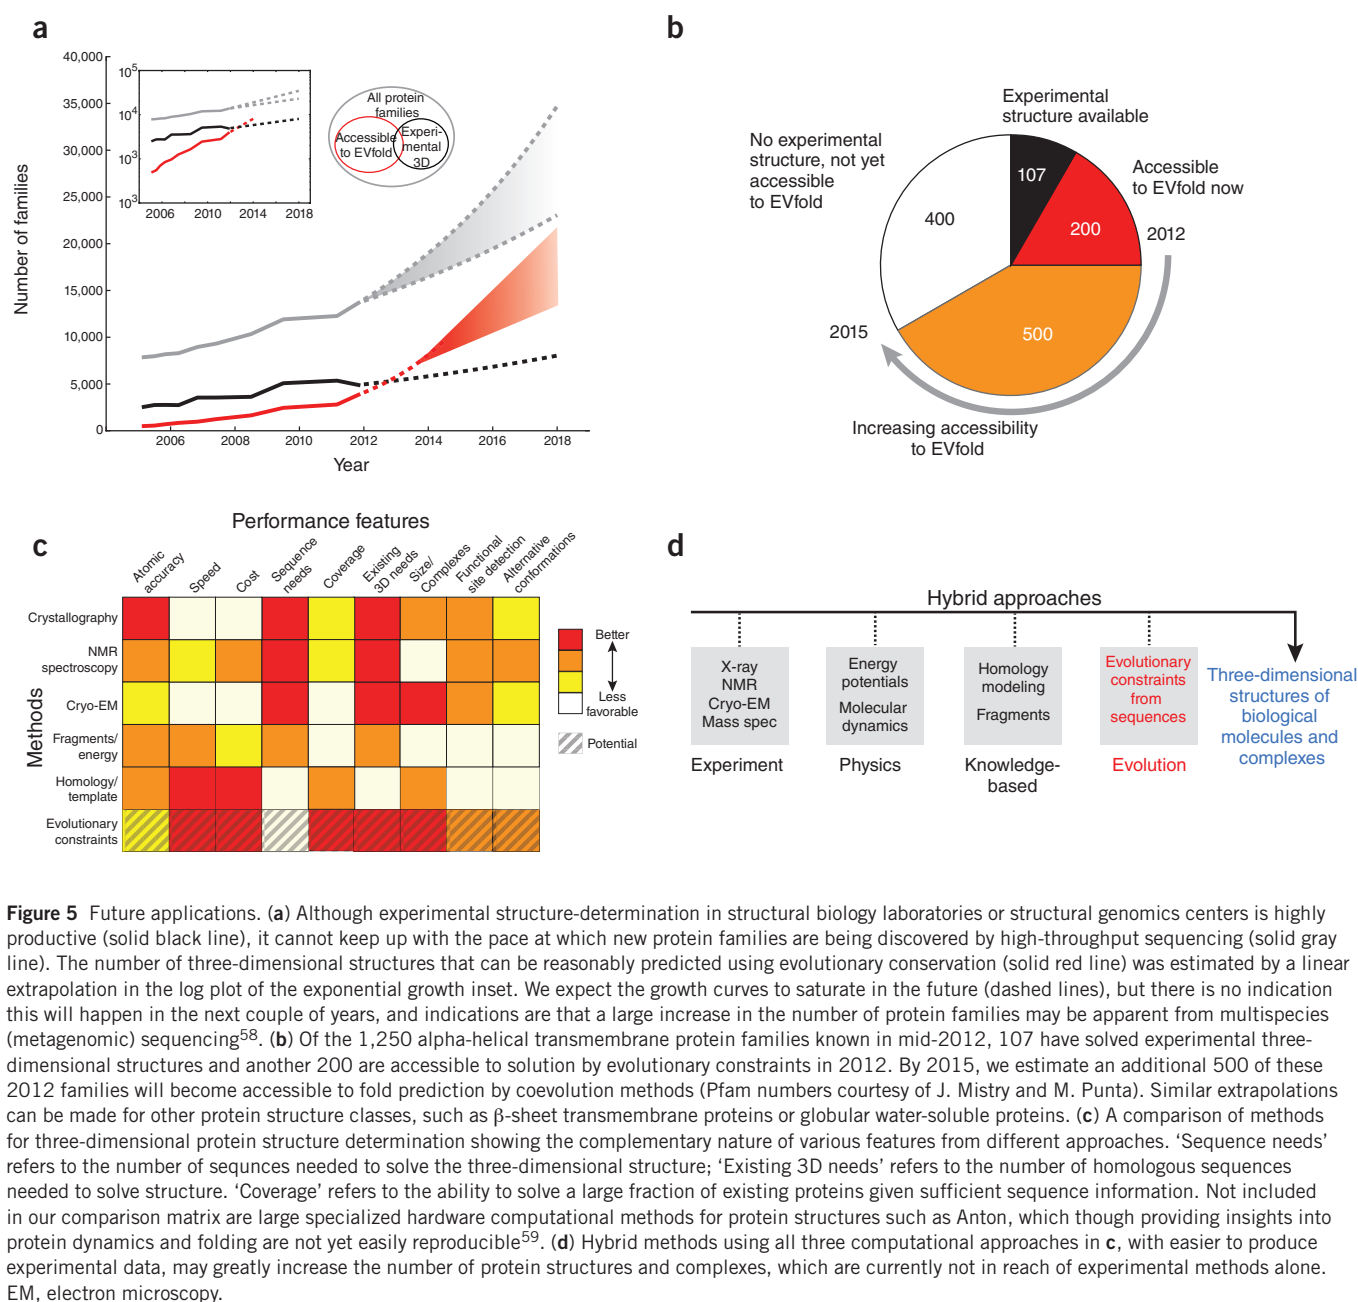 a
40,000
35,000
30,000
25,000
20,000
15,000
10,000
5,000
0
Number of families
2006
2008
2010
2012
2014
2016
2018
Year
10^5
10^4
10^3
10^3
2006
2010
2014
2018
All protein
families
Accessible
to EVfold
Experi-
mental
3D
b
Experimental
structure available
No experimental
structure, not yet
accessible
to EVfold
Accessible
to EVfold now
107
200
400
500
2012
2015
Increasing accessibility
to EVfold
c
Performance features
Atomic
accuracy
Speed
Cost
Sequence
needs
Coverage
Existing
3D needs
Size/
Complexes
Functional
site detection
Alternative
conformations
Methods
Crystallography
NMR
spectroscopy
Cryo-EM
Fragments/
energy
Homology/
template
Evolutionary
constraints
Better
Less
favorable
Potential
d
Hybrid approaches
X-ray
NMR
Cryo-EM
Mass spec
Experiment
Energy
potentials
Molecular
dynamics
Physics
Homology
modeling
Fragments
Knowledge-
based
Evolutionary
constraints
from
sequences
Evolution
Three-dimensional
structures of
biological
molecules and
complexes
Figure 5 Future applications. (a) Although experimental structure-determination in structural biology laboratories or structural genomics centers is highly
productive (solid black line), it cannot keep up with the pace at which new protein families are being discovered by high-throughput sequencing (solid gray
line). The number of three-dimensional structures that can be reasonably predicted using evolutionary conservation (solid red line) was estimated by a linear
extrapolation in the log plot of the exponential growth inset. We expect the growth curves to saturate in the future (dashed lines), but there is no indication
this will happen in the next couple of years, and indications are that a large increase in the number of protein families may be apparent from multispecies
(metagenomic) sequencing58. (b) Of the 1,250 alpha-helical transmembrane protein families known in mid-2012, 107 have solved experimental three-
dimensional structures and another 200 are accessible to solution by evolutionary constraints in 2012. By 2015, we estimate an additional 500 of these
2012 families will become accessible to fold prediction by coevolution methods (Pfam numbers courtesy of J. Mistry and M. Punta). Similar extrapolations
can be made for other protein structure classes, such as β-sheet transmembrane proteins or globular water-soluble proteins. (c) A comparison of methods
for three-dimensional protein structure determination showing the complementary nature of various features from different approaches. ‘Sequence needs’
refers to the number of sequnces needed to solve the three-dimensional structure; ‘Existing 3D needs’ refers to the number of homologous sequences
needed to solve structure. ‘Coverage’ refers to the ability to solve a large fraction of existing proteins given sufficient sequence information. Not included
in our comparison matrix are large specialized hardware computational methods for protein structures such as Anton, which though providing insights into
protein dynamics and folding are not yet easily reproducible59. (d) Hybrid methods using all three computational approaches in c, with easier to produce
experimental data, may greatly increase the number of protein structures and complexes, which are currently not in reach of experimental methods alone.
EM, electron microscopy.